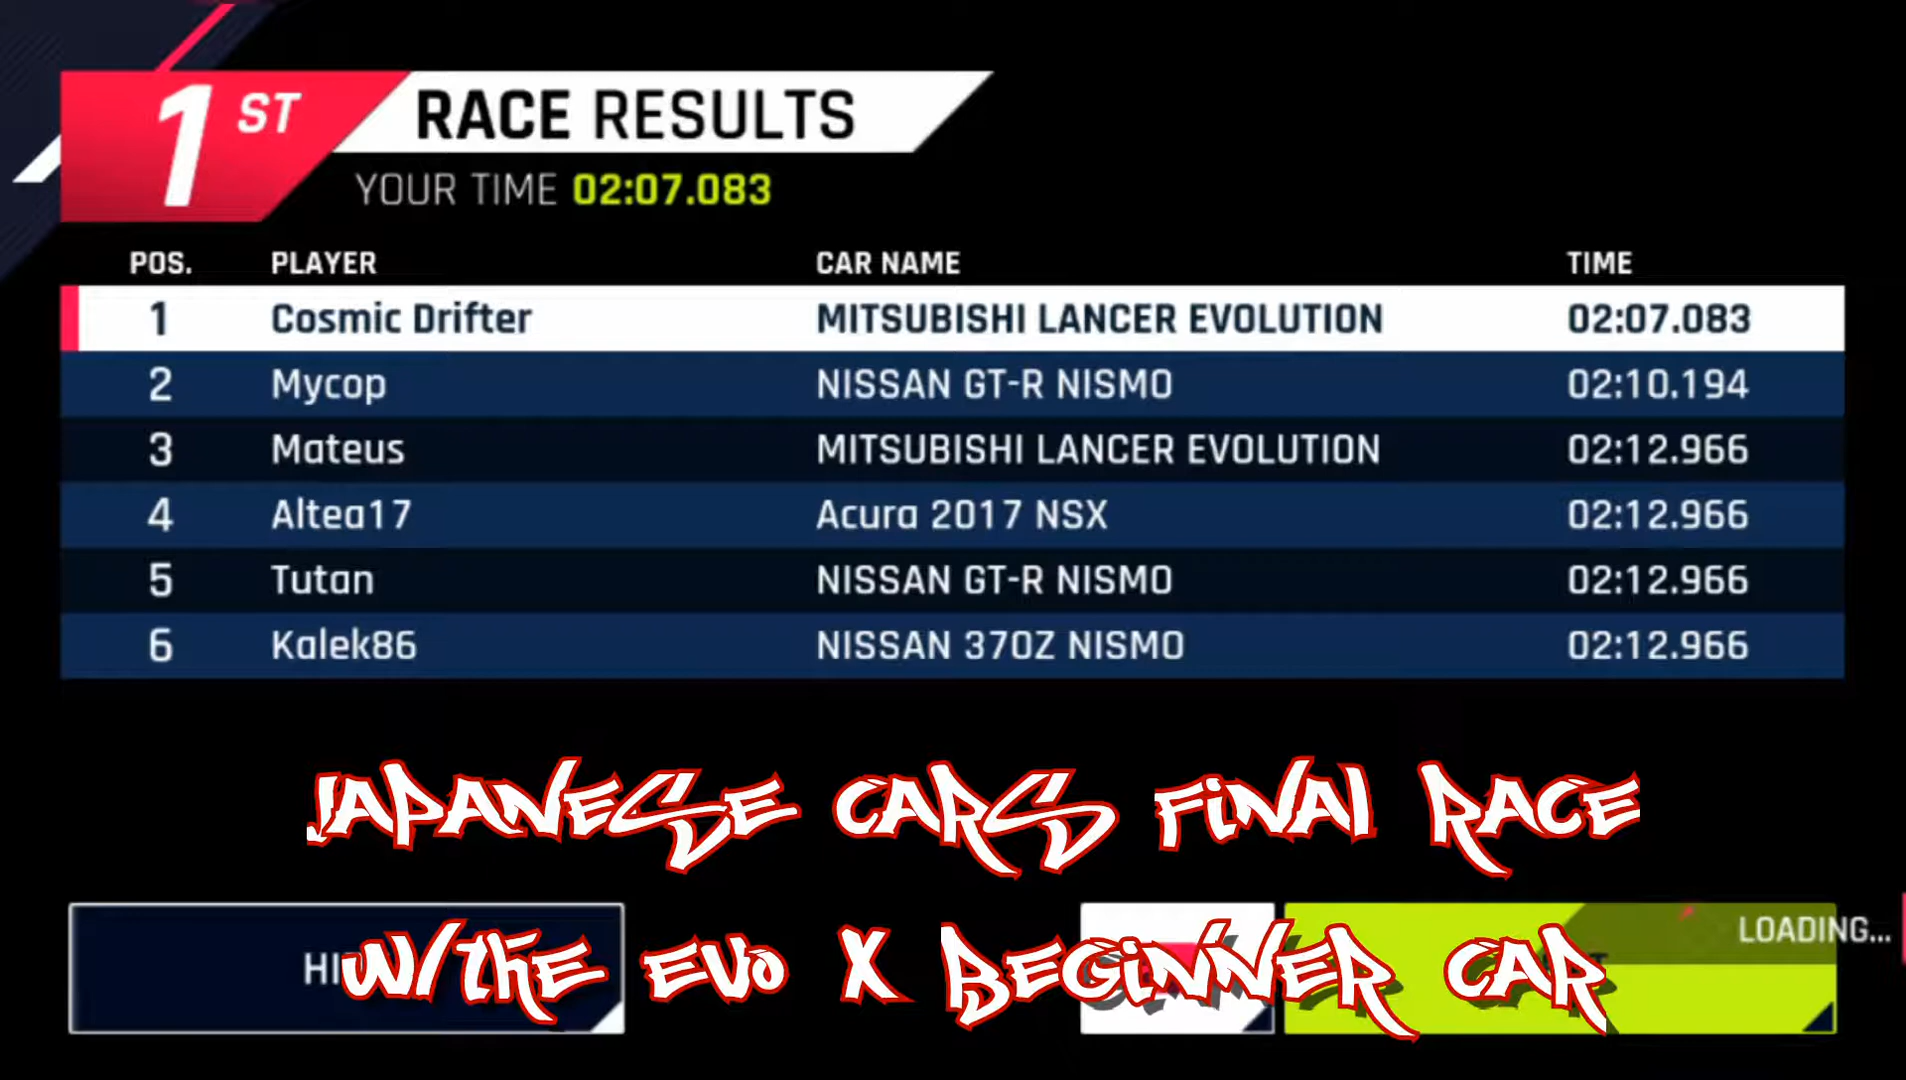 1ST RACE RESULTS
YOUR TIME 02:07.083
POS. PLAYER CAR NAME TIME
1 Cosmic Drifter MITSUBISHI LANCER EVOLUTION 02:07.083
2 Mycop NISSAN GT-R NISMO 02:10.194
3 Mateus MITSUBISHI LANCER EVOLUTION 02:12.966
4 Altea17 Acura 2017 NSX 02:12.966
5 Tutan NISSAN GT-R NISMO 02:12.966
6 Kalek86 NISSAN 370Z NISMO 02:12.966
JAPANESE CARS FINAL RACE
LOADING...
W/THE EVO X BEGINNER CAR